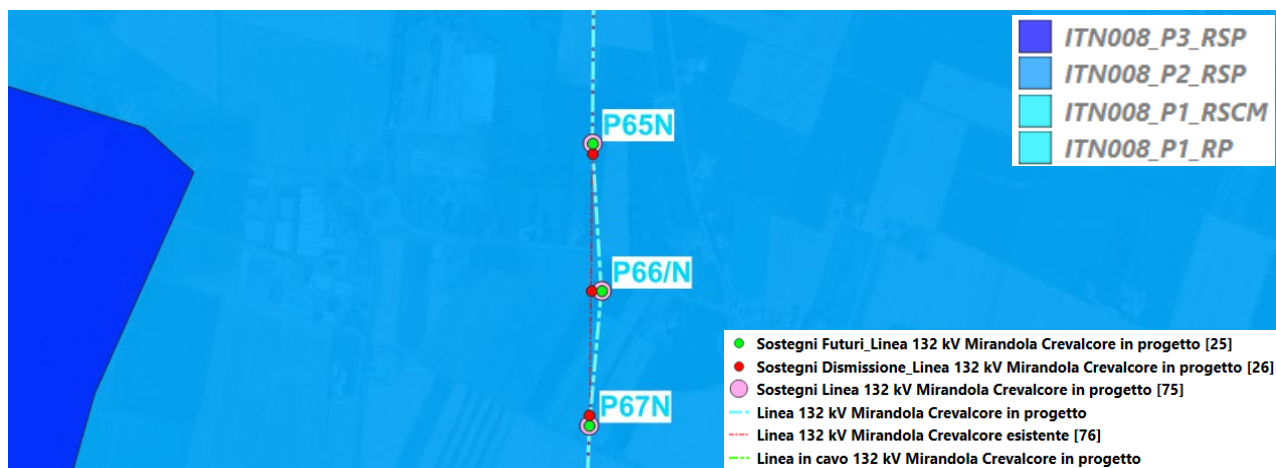 ITN008_P3_RSP
ITN008_P2_RSP
ITN008_P1_RSCM
ITN008_P1_RP
P65N
P66/N
P67N
Sostegni Futuri_Linea 132 kV Mirandola Crevalcore in progetto [25]
Sostegni Dismissione_Linea 132 kV Mirandola Crevalcore in progetto [26]
Sostegni Linea 132 kV Mirandola Crevalcore in progetto [75]
Linea 132 kV Mirandola Crevalcore in progetto
Linea 132 kV Mirandola Crevalcore esistente [76]
Linea in cavo 132 kV Mirandola Crevalcore in progetto